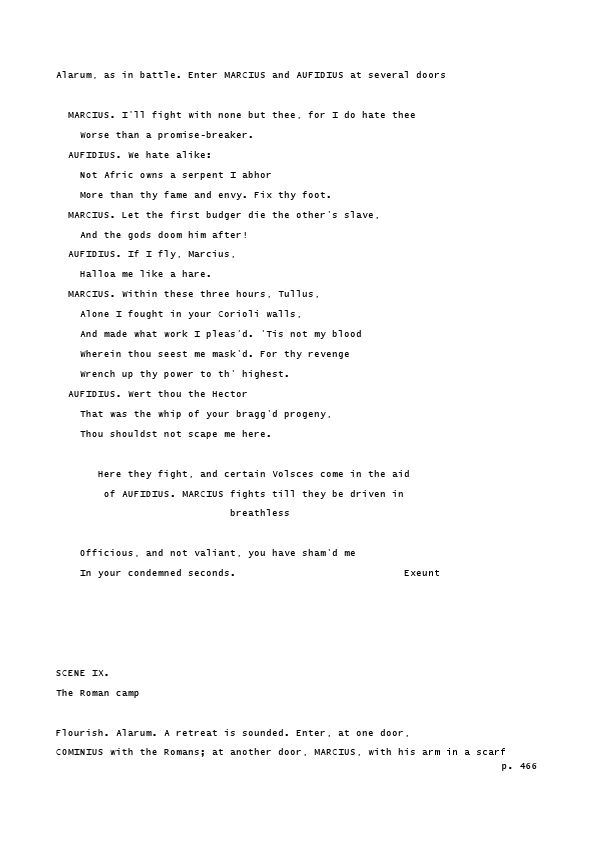 Alarum, as in battle. Enter MARCIUS and AUFIDIUS at several doors
MARCIUS. I'll fight with none but thee, for I do hate thee
Worse than a promise-breaker.
AUFIDIUS. We hate alike:
Not Afric owns a serpent I abhor
More than thy fame and envy. Fix thy foot.
MARCIUS. Let the first budger die the other's slave,
And the gods doom him after!
AUFIDIUS. If I fly, Marcius,
Halloa me like a hare.
MARCIUS. Within these three hours, Tullus,
Alone I fought in your Corioli walls,
And made what work I pleas'd. 'Tis not my blood
Wherein thou seest me mask'd. For thy revenge
Wrench up thy power to th' highest.
AUFIDIUS. Wert thou the Hector
That was the whip of your bragg'd progeny,
Thou shouldst not scape me here.
Here they fight, and certain Volsces come in the aid
of AUFIDIUS. MARCIUS fights till they be driven in
breathless
Officious, and not valiant, you have sham'd me
In your condemned seconds. Exeunt
SCENE IX.
The Roman camp
Flourish. Alarum. A retreat is sounded. Enter, at one door,
COMINIUS with the Romans; at another door, MARCIUS, with his arm in a scarf
p. 466